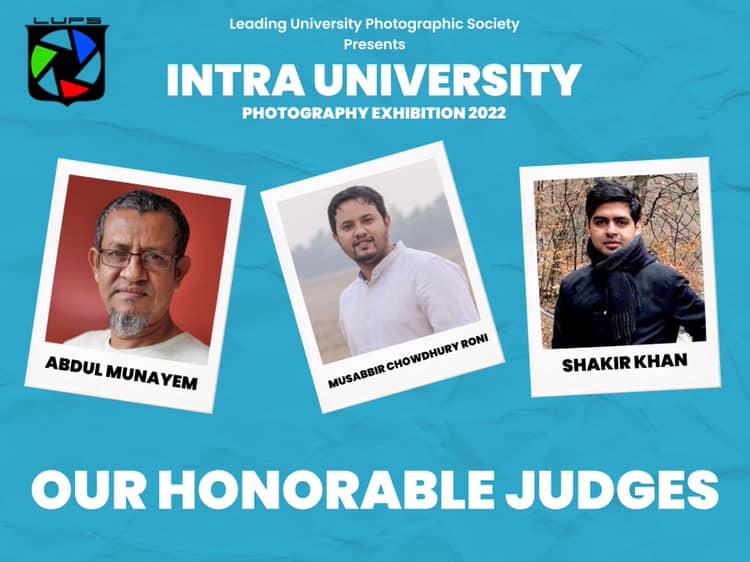 LUPS
Leading University Photographic Society
Presents
INTRA UNIVERSITY
PHOTOGRAPHY EXHIBITION 2022
ABDUL MUNAYEM
MUSABBIR CHOWDHURY RONI
SHAKIR KHAN
OUR HONORABLE JUDGES